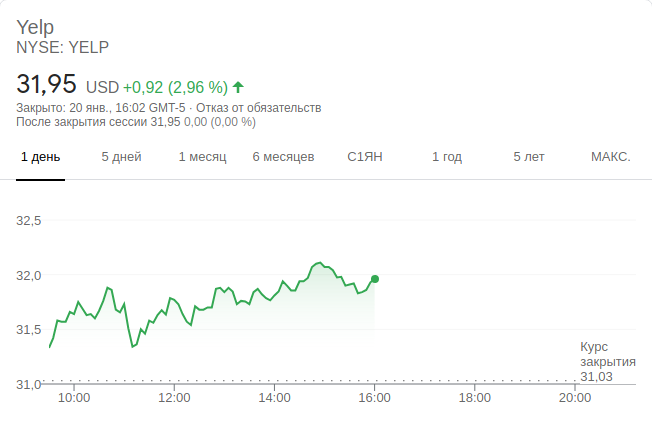 Yelp
NYSE: YELP
31,95 USD +0,92 (2,96 %)
Закрыто: 20 янв., 16:02 GMT-5 · Отказ от обязательств
После закрытия сессии 31,95 0,00 (0,00 %)
1 день 5 дней 1 месяц 6 месяцев С1ЯН 1 год 5 лет МАКС.
32,5
32,0
31,5
31,0
Курс
закрытия
31,03
10:00 12:00 14:00 16:00 18:00 20:00